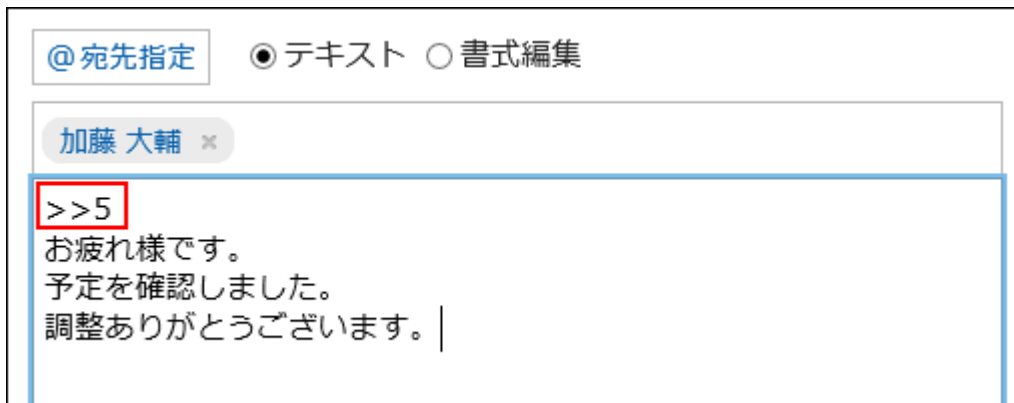 @宛先指定 テキスト 書式編集
加藤 大輔 ×
>>5
お疲れ様です。
予定を確認しました。
調整ありがとうございます。